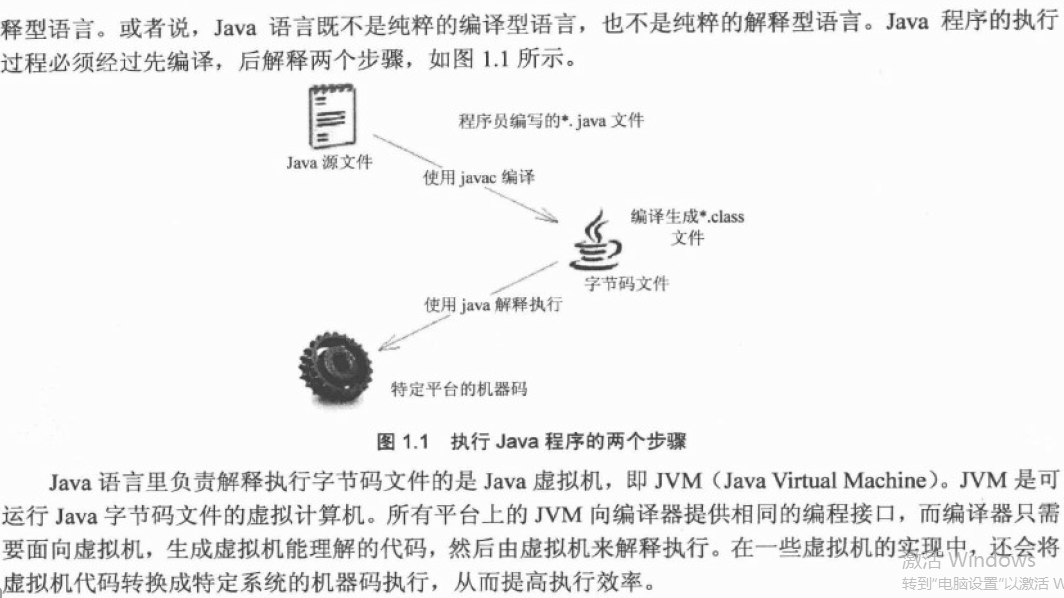 释型语言。或者说，Java 语言既不是纯粹的编译型语言，也不是纯粹的解释型语言。Java 程序的执行
过程必须经过先编译，后解释两个步骤，如图 1.1 所示。
程序员编写的*. java 文件
Java 源文件
使用 javac 编译
编译生成*.class
文件
字节码文件
使用 java 解释执行
特定平台的机器码
图 1.1 执行 Java 程序的两个步骤
Java 语言里负责解释执行字节码文件的是 Java 虚拟机，即 JVM（Java Virtual Machine）。JVM 是可
运行 Java 字节码文件的虚拟计算机。所有平台上的 JVM 向编译器提供相同的编程接口，而编译器只需
要面向虚拟机，生成虚拟机能理解的代码，然后由虚拟机来解释执行。在一些虚拟机的实现中，还会将
虚拟机代码转换成特定系统的机器码执行，从而提高执行效率。
激活 Windows
转到"电脑设置"以激活 W